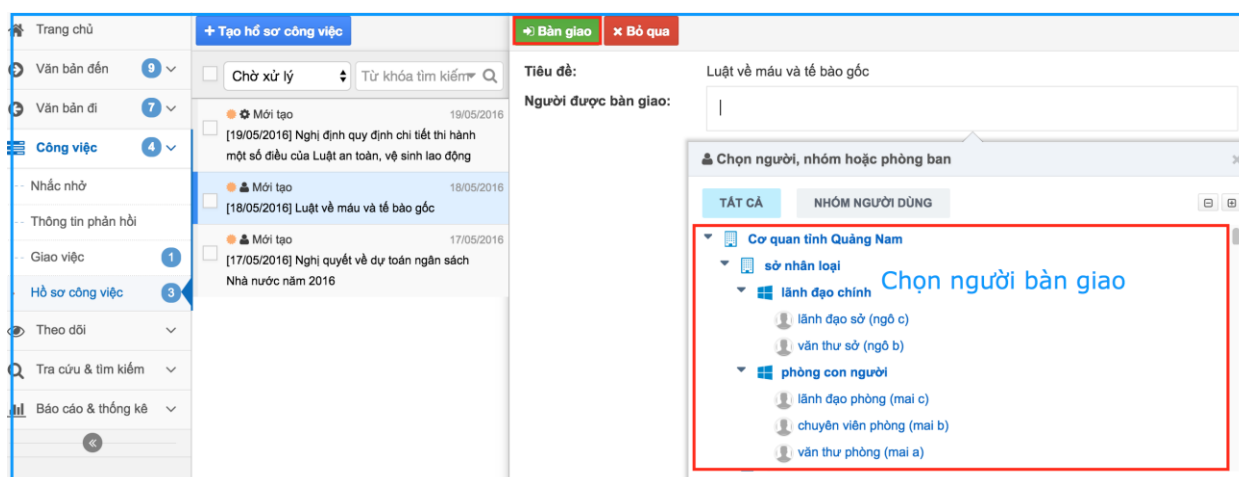 Trang chủ
Văn bản đến 9
Văn bản đi 7
Công việc 4
Nhắc nhở
Thông tin phản hồi
Giao việc 1
Hồ sơ công việc 3
Theo dõi
Tra cứu & tìm kiếm
Báo cáo & thống kê
+ Tạo hồ sơ công việc
Chờ xử lý Từ khóa tìm kiếm
Mới tạo 19/05/2016
[19/05/2016] Nghị định quy định chi tiết thi hành
một số điều của Luật an toàn, vệ sinh lao động
Mới tạo 18/05/2016
[18/05/2016] Luật về máu và tế bào gốc
Mới tạo 17/05/2016
[17/05/2016] Nghị quyết về dự toán ngân sách
Nhà nước năm 2016
Bàn giao × Bỏ qua
Tiêu đề: Luật về máu và tế bào gốc
Người được bàn giao:
Chọn người, nhóm hoặc phòng ban
TẤT CẢ NHÓM NGƯỜI DÙNG
Cơ quan tỉnh Quảng Nam
sở nhân loại
lãnh đạo chính
Chọn người bàn giao
lãnh đạo sở (ngô c)
văn thư sở (ngô b)
phòng con người
lãnh đạo phòng (mai c)
chuyên viên phòng (mai b)
văn thư phòng (mai a)